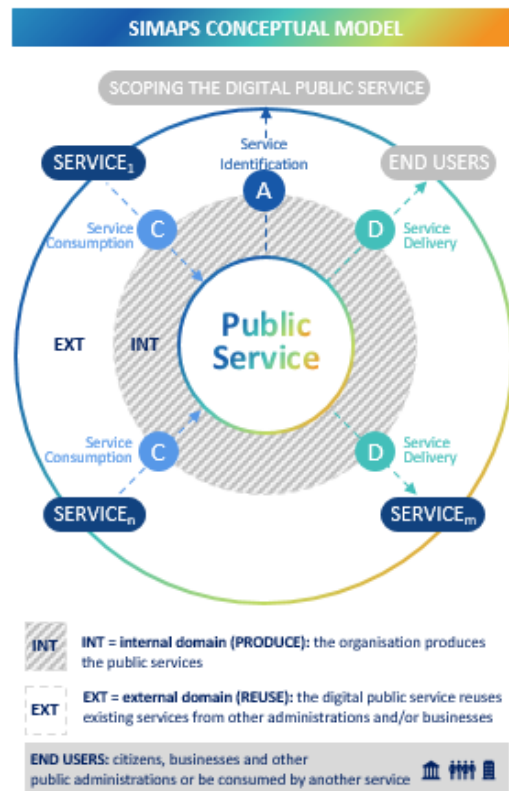 SIMAPS CONCEPTUAL MODEL
SCOPING THE DIGITAL PUBLIC SERVICE
Service
Identification
SERVICE₁
END USERS
A
Service
Consumption
C
D
Service
Delivery
EXT
INT
Public
Service
Service
Consumption
C
D
Service
Delivery
SERVICEₙ
SERVICEₘ
INT
INT = internal domain (PRODUCE): the organisation produces
the public services
EXT
EXT = external domain (REUSE): the digital public service reuses
existing services from other administrations and/or businesses
END USERS: citizens, businesses and other
public administrations or be consumed by another service